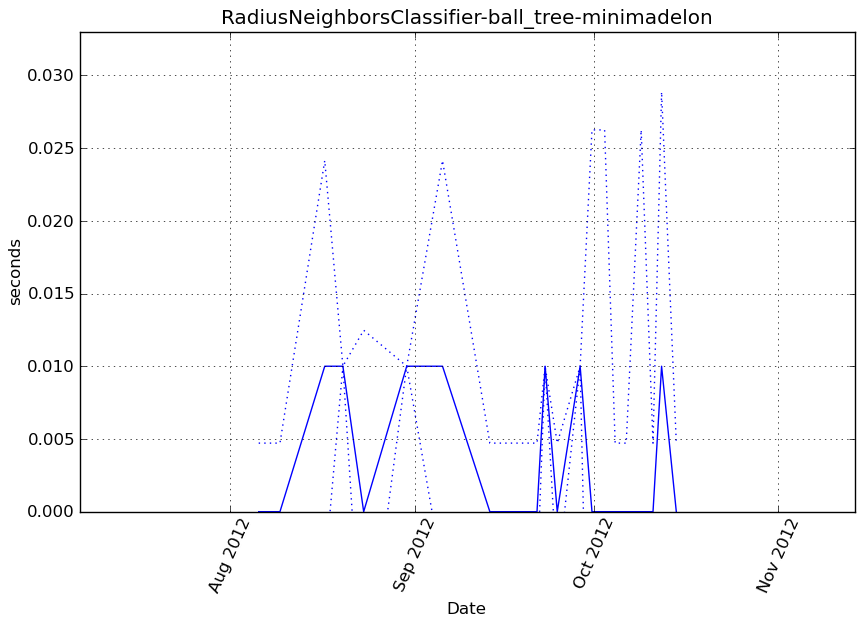 RadiusNeighborsClassifier-ball_tree-minimadelon
0.030
0.025
0.020
0.015
0.010
0.005
0.000
seconds
Aug 2012
Sep 2012
Oct 2012
Nov 2012
Date